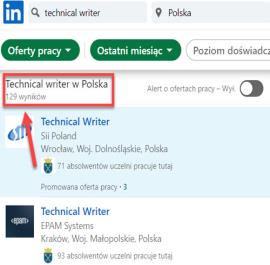 in technical writer Polska
Oferty pracy Ostatni miesiąc Poziom doświadcz
Technical writer w Polska
129 wyników
Alert o ofertach pracy – Wył.
Technical Writer
Sii Poland
Wrocław, Woj. Dolnośląskie, Polska
71 absolwentów uczelni pracuje tutaj
Promowana oferta pracy • 3
<epam>
Technical Writer
EPAM Systems
Kraków, Woj. Małopolskie, Polska
93 absolwentów uczelni pracuje tutaj